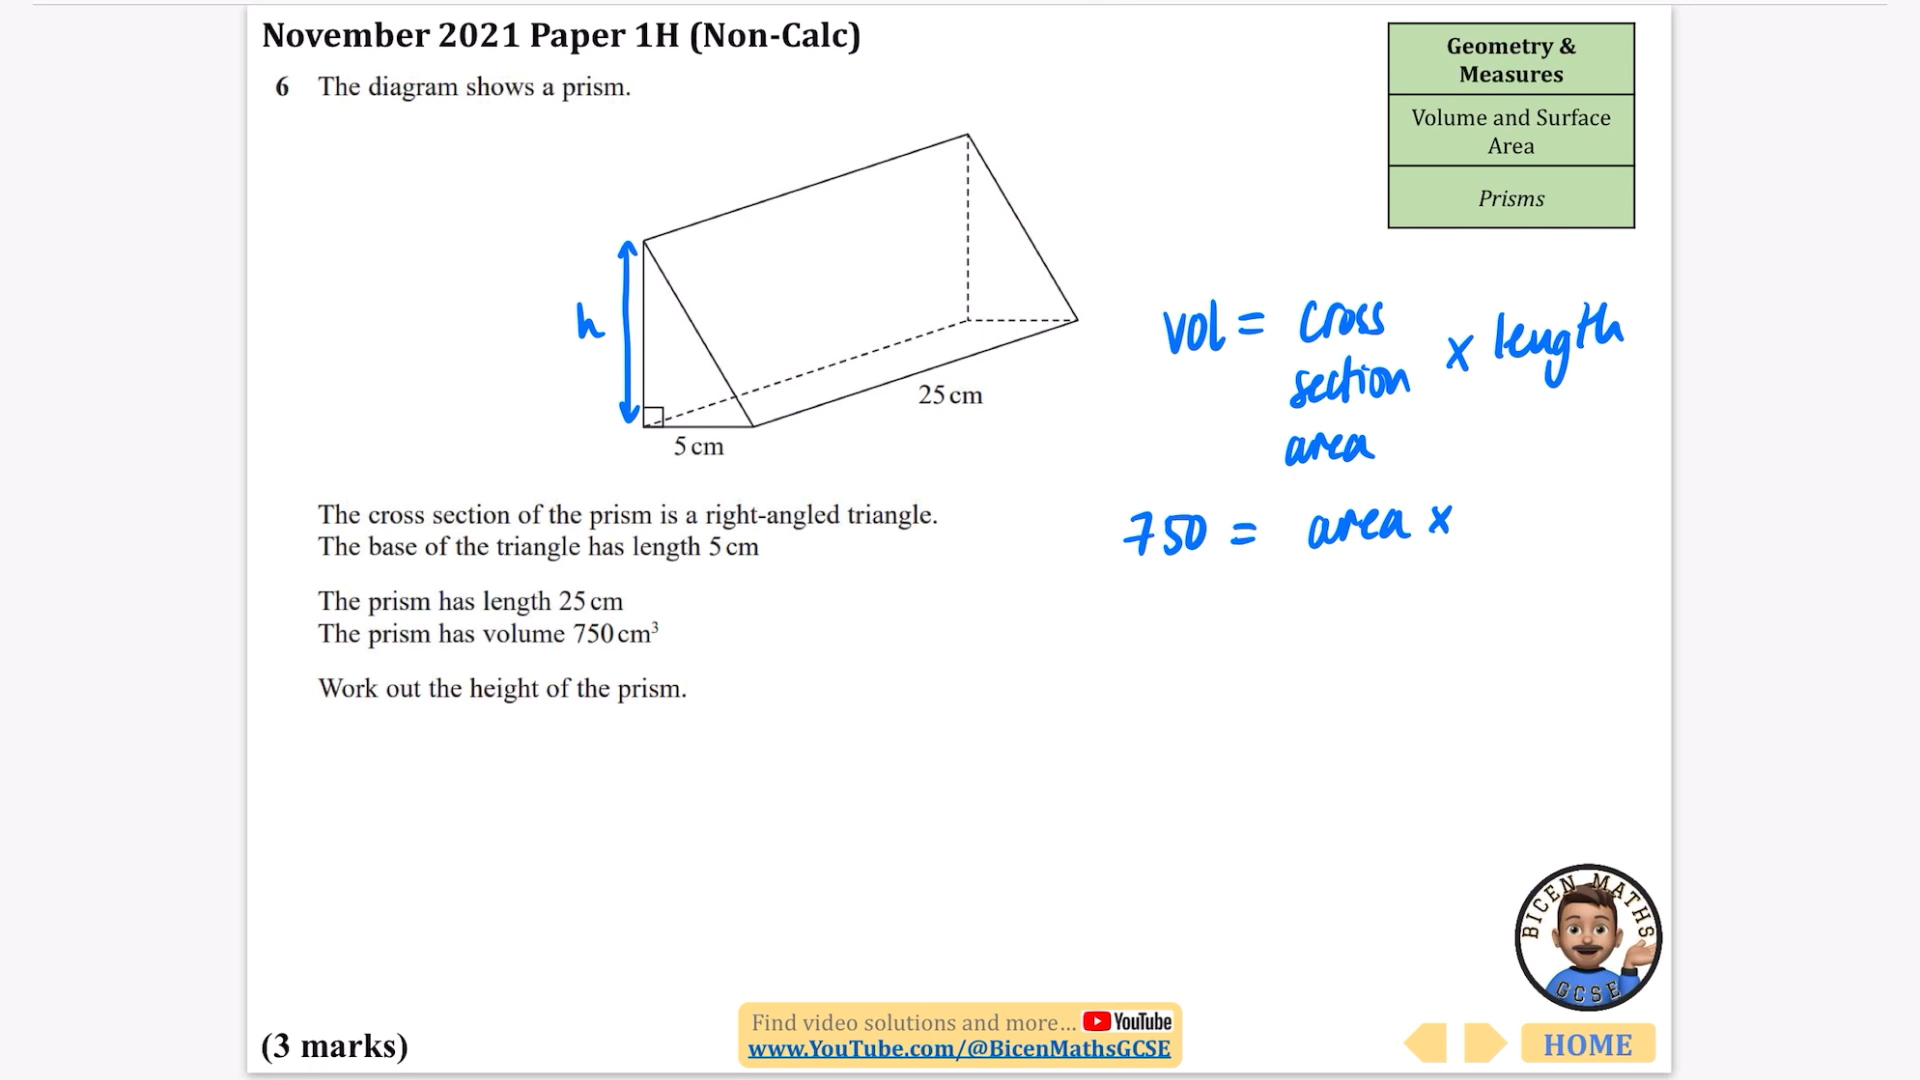 November 2021 Paper 1H (Non-Calc)
Geometry &
Measures
Volume and Surface
Area
Prisms
6 The diagram shows a prism.
h
25 cm
5 cm
vol = cross
section
area
x length
750 = area x
The cross section of the prism is a right-angled triangle.
The base of the triangle has length 5 cm
The prism has length 25 cm
The prism has volume 750 cm³
Work out the height of the prism.
BICEN MATHS
GCSE
(3 marks)
Find video solutions and more... YouTube
www.YouTube.com/@BicenMathsGCSE
HOME